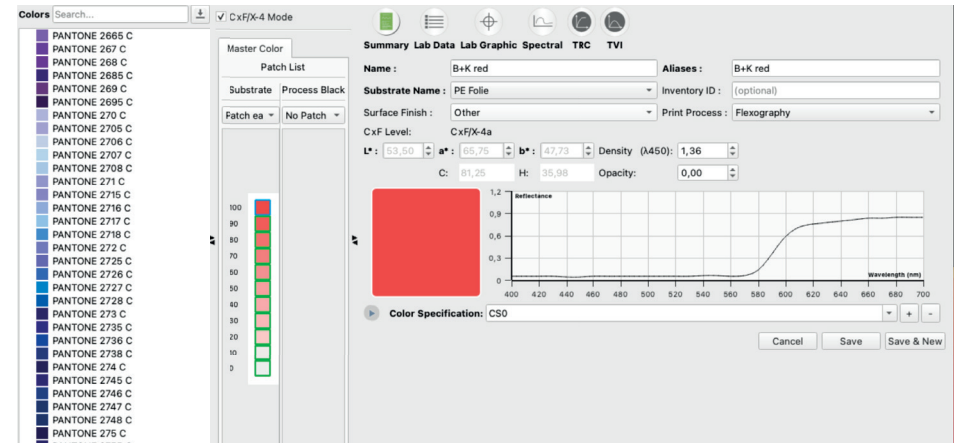 Colors Search...
PANTONE 2665 C
PANTONE 267 C
PANTONE 268 C
PANTONE 2685 C
PANTONE 269 C
PANTONE 2695 C
PANTONE 270 C
PANTONE 2705 C
PANTONE 2706 C
PANTONE 2707 C
PANTONE 2708 C
PANTONE 271 C
PANTONE 2715 C
PANTONE 2716 C
PANTONE 2717 C
PANTONE 2718 C
PANTONE 272 C
PANTONE 2725 C
PANTONE 2726 C
PANTONE 2727 C
PANTONE 2728 C
PANTONE 273 C
PANTONE 2735 C
PANTONE 2736 C
PANTONE 2738 C
PANTONE 274 C
PANTONE 2745 C
PANTONE 2746 C
PANTONE 2747 C
PANTONE 2748 C
PANTONE 275 C
CxF/X-4 Mode
Master Color
Patch List
Substrate Process Black
Patch ea No Patch
100
90
80
70
60
50
40
30
20
10
0
Summary Lab Data Lab Graphic Spectral TRC TVI
Name : B+K red Aliases : B+K red
Substrate Name : PE Folie Inventory ID : (optional)
Surface Finish : Other Print Process : Flexography
CxF Level: CxF/X-4a
L* : 53,50 a* : 65,75 b* : 47,73 Density (λ450): 1,36
C: 81,25 H: 35,98 Opacity: 0,00
1,2 Reflectance
0,9
0,6
0,3
0 Wavelength (nm)
400 420 440 460 480 500 520 540 560 580 600 620 640 660 680 700
Color Specification: CS0 + -
Cancel Save Save & New